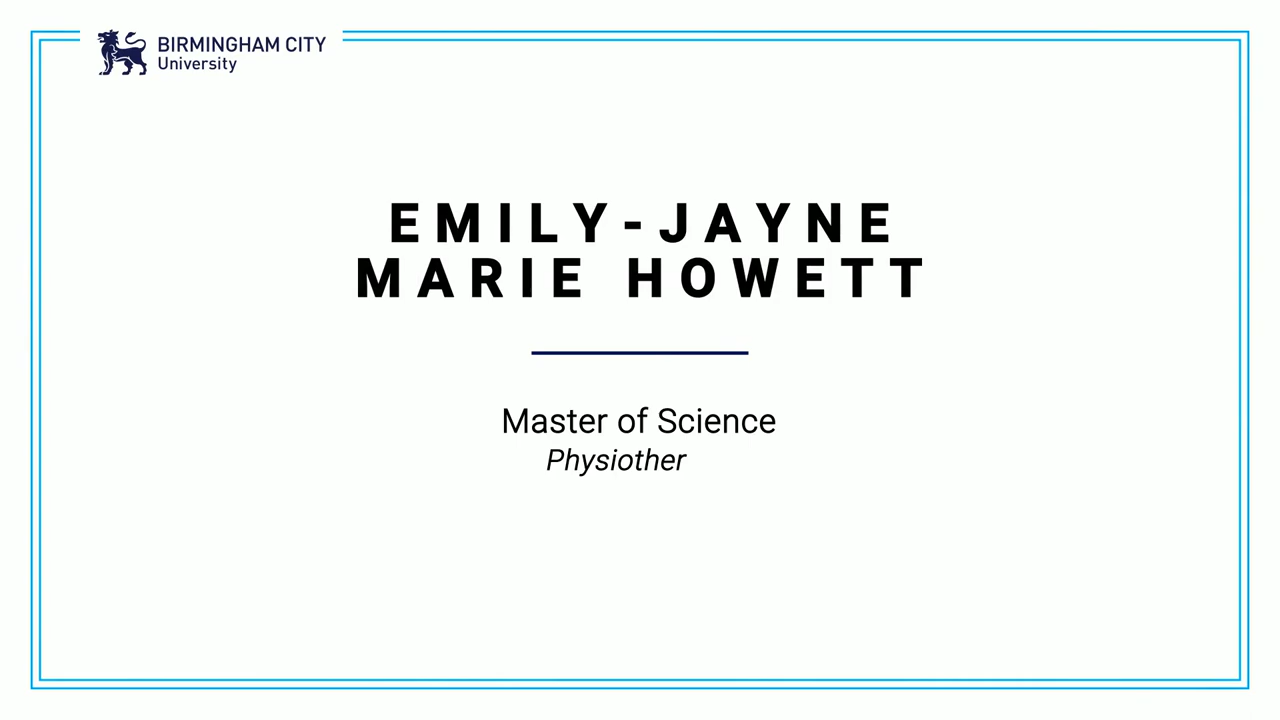 BIRMINGHAM CITY
University
EMILY-JAYNE
MARIE HOWETT
Master of Science
Physiother